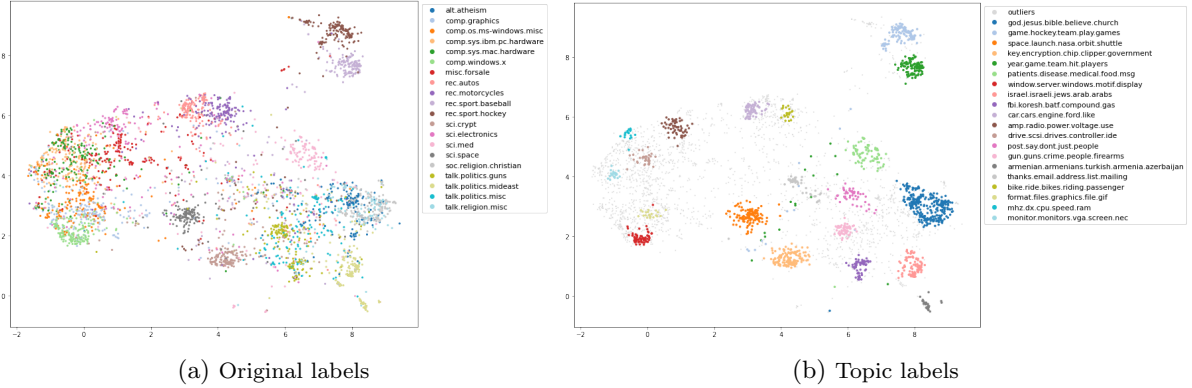 alt.atheism
comp.graphics
comp.os.ms-windows.misc
comp.sys.ibm.pc.hardware
comp.sys.mac.hardware
comp.windows.x
misc.forsale
rec.autos
rec.motorcycles
rec.sport.baseball
rec.sport.hockey
sci.crypt
sci.electronics
sci.med
sci.space
soc.religion.christian
talk.politics.guns
talk.politics.mideast
talk.politics.misc
talk.religion.misc
8
6
4
2
0
−2
0
2
4
6
8
(a) Original labels
outliers
god.jesus.bible.believe.church
game.hockey.team.play.games
space.launch.nasa.orbit.shuttle
key.encryption.chip.clipper.government
year.game.team.hit.players
patients.disease.medical.food.msg
window.server.windows.motif.display
israel.israeli.jews.arab.arabs
fbi.koresh.batf.compound.gas
car.cars.engine.ford.like
amp.radio.power.voltage.use
drive.scsi.drives.controller.ide
post.say.dont.just.people
gun.guns.crime.people.firearms
armenian.armenians.turkish.armenia.azerbaijan
thanks.email.address.list.mailing
bike.ride.bikes.riding.passenger
format.files.graphics.file.gif
mhz.dx.cpu.speed.ram
monitor.monitors.vga.screen.nec
8
6
4
2
0
−2
0
2
4
6
8
(b) Topic labels